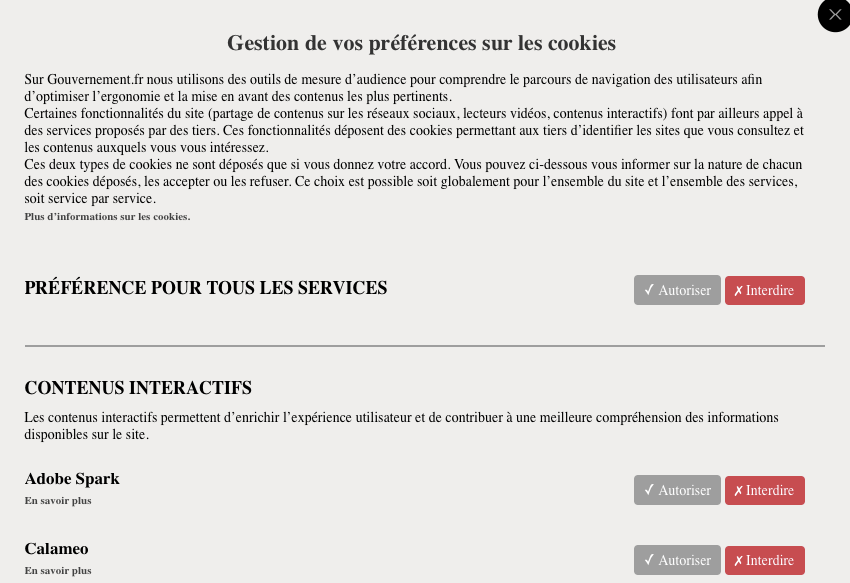 Gestion de vos préférences sur les cookies
Sur Gouvernement.fr nous utilisons des outils de mesure d’audience pour comprendre le parcours de navigation des utilisateurs afin
d’optimiser l’ergonomie et la mise en avant des contenus les plus pertinents.
Certaines fonctionnalités du site (partage de contenus sur les réseaux sociaux, lecteurs vidéos, contenus interactifs) font par ailleurs appel à
des services proposés par des tiers. Ces fonctionnalités déposent des cookies permettant aux tiers d’identifier les sites que vous consultez et
les contenus auxquels vous vous intéressez.
Ces deux types de cookies ne sont déposés que si vous donnez votre accord. Vous pouvez ci-dessous vous informer sur la nature de chacun
des cookies déposés, les accepter ou les refuser. Ce choix est possible soit globalement pour l’ensemble du site et l’ensemble des services,
soit service par service.
Plus d’informations sur les cookies.
PRÉFÉRENCE POUR TOUS LES SERVICES
✓ Autoriser ✗ Interdire
CONTENUS INTERACTIFS
Les contenus interactifs permettent d’enrichir l’expérience utilisateur et de contribuer à une meilleure compréhension des informations
disponibles sur le site.
Adobe Spark
En savoir plus
✓ Autoriser ✗ Interdire
Calameo
En savoir plus
✓ Autoriser ✗ Interdire